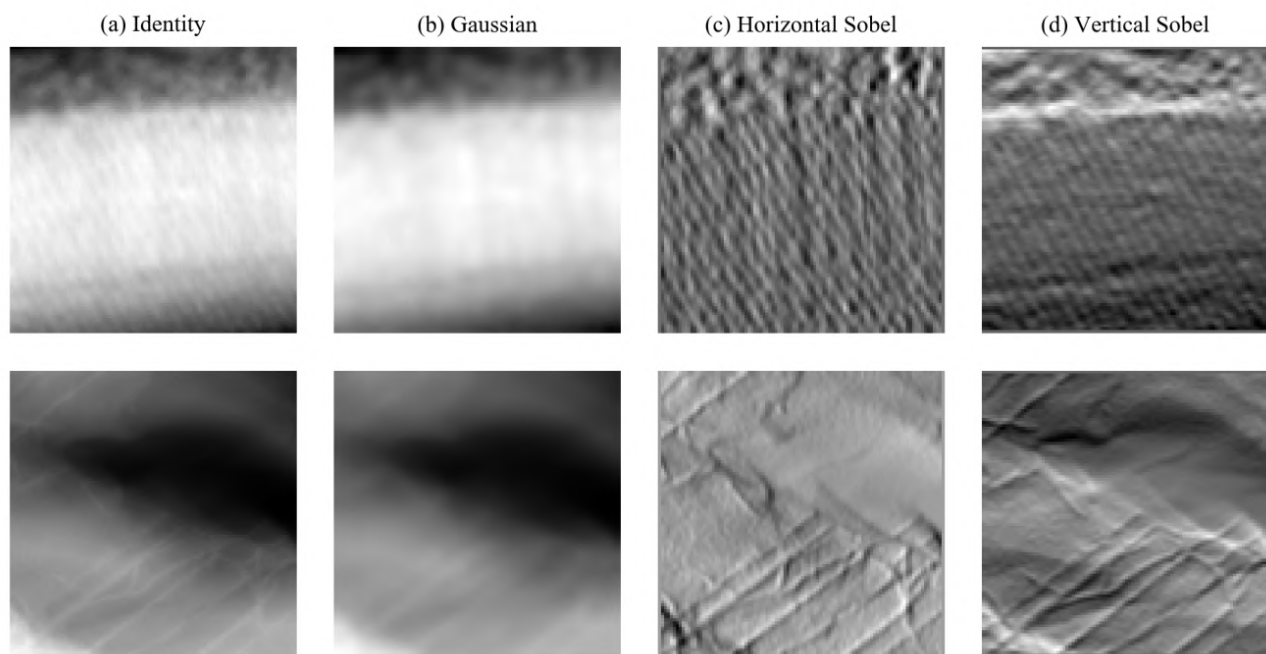 (a) Identity
(b) Gaussian
(c) Horizontal Sobel
(d) Vertical Sobel